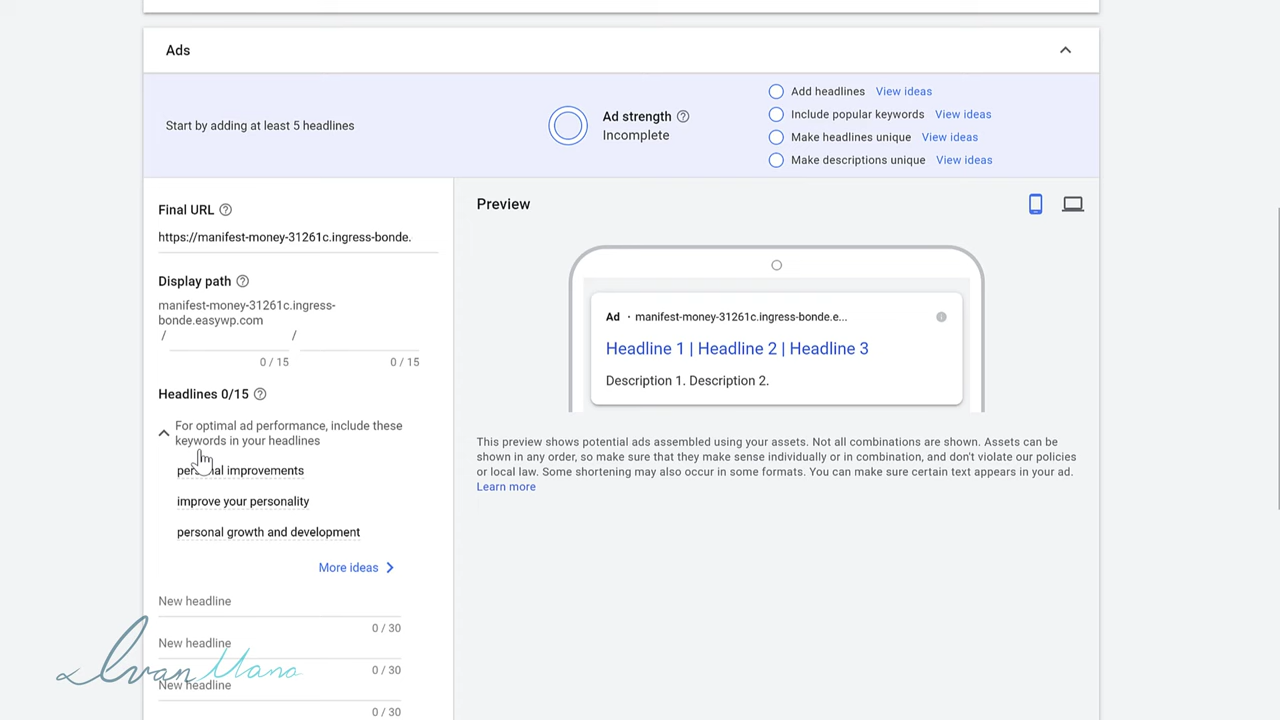 Ads
Start by adding at least 5 headlines
Ad strength
Incomplete
Add headlines View ideas
Include popular keywords View ideas
Make headlines unique View ideas
Make descriptions unique View ideas
Final URL
https://manifest-money-31261c.ingress-bonde.
Display path
manifest-money-31261c.ingress-
bonde.easywp.com
/ /
0 / 15 0 / 15
Headlines 0/15
For optimal ad performance, include these
keywords in your headlines
personal improvements
improve your personality
personal growth and development
More ideas
New headline
0 / 30
New headline
0 / 30
New headline
0 / 30
Ivan Mana
Preview
Ad · manifest-money-31261c.ingress-bonde.e...
Headline 1 | Headline 2 | Headline 3
Description 1. Description 2.
This preview shows potential ads assembled using your assets. Not all combinations are shown. Assets can be
shown in any order, so make sure that they make sense individually or in combination, and don't violate our policies
or local law. Some shortening may also occur in some formats. You can make sure certain text appears in your ad.
Learn more